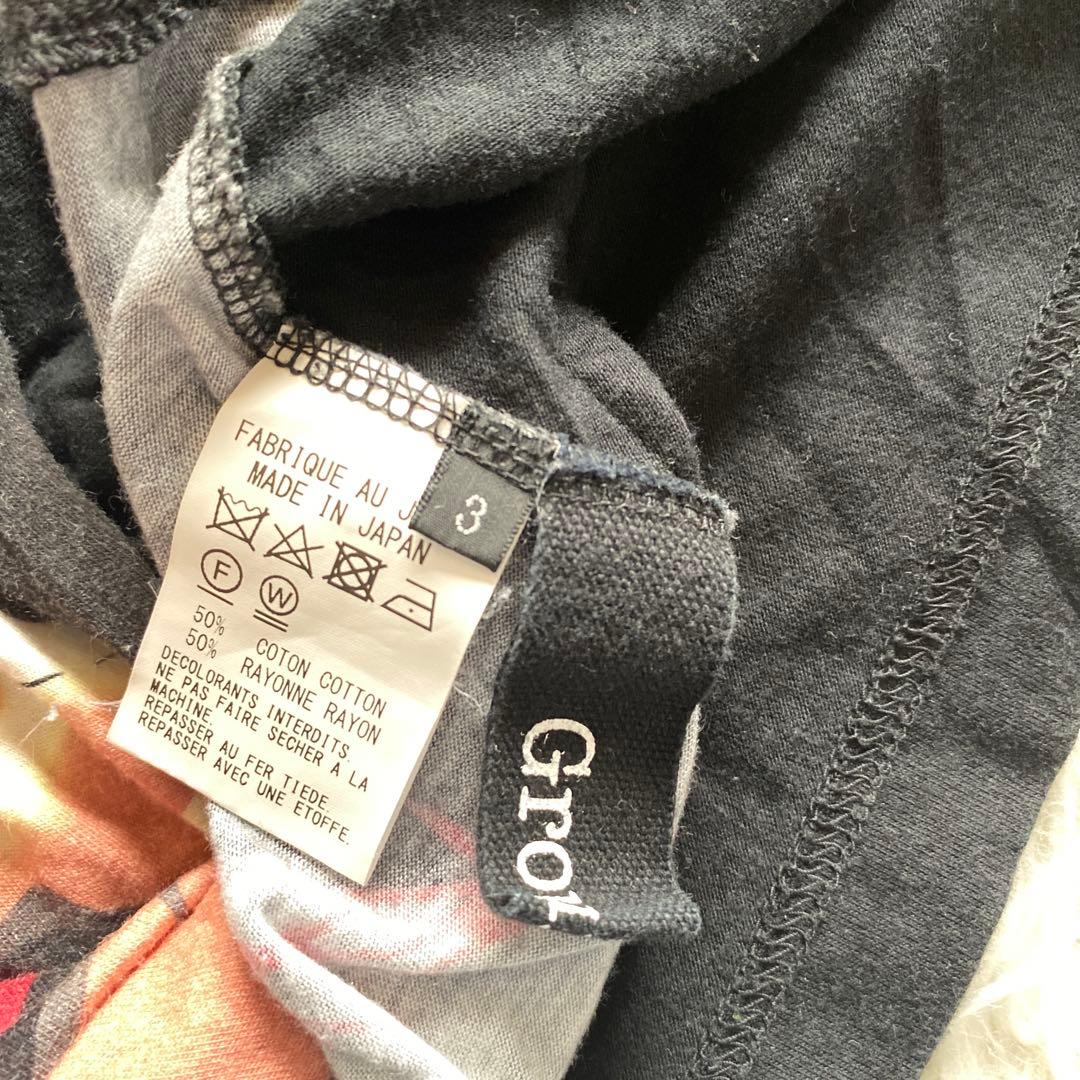 FABRIQUE AU
MADE IN JAPAN
3
F
W
50% COTON COTTON
50% RAYONNE RAYON
DECOLORANTS INTERDITS.
NE PAS FAIRE SECHER A LA
MACHINE.
REPASSER AU FER TIEDE.
REPASSER AVEC UNE ETOFFE.